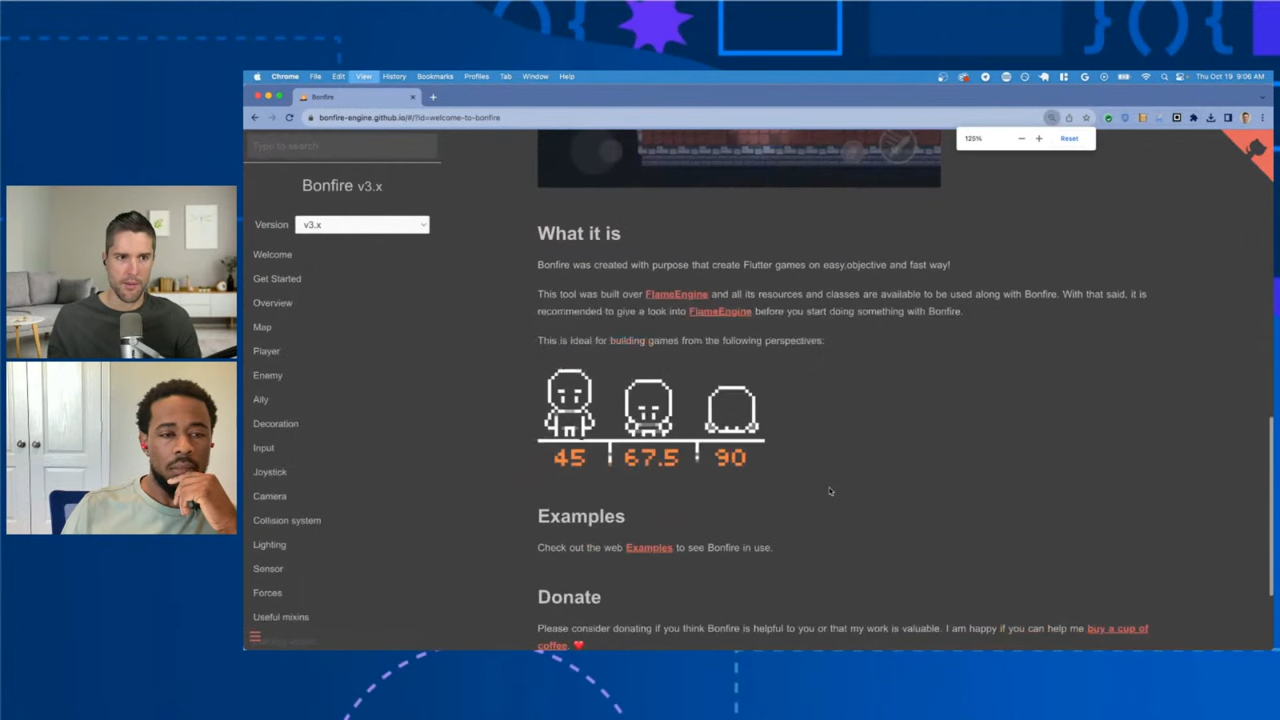 Chrome File Edit View History Bookmarks Profiles Tab Window Help
Thu Oct 19 9:06 AM
Bonfire
bonfire-engine.github.io/#/?id=welcome-to-bonfire
125%
Reset
Type to search
Bonfire v3.x
Version v3.x
Welcome
Get Started
Overview
Map
Player
Enemy
Ally
Decoration
Input
Joystick
Camera
Collision system
Lighting
Sensor
Forces
Useful mixins
What it is
Bonfire was created with purpose that create Flutter games on easy,objective and fast way!
This tool was built over FlameEngine and all its resources and classes are available to be used along with Bonfire. With that said, it is
recommended to give a look into FlameEngine before you start doing something with Bonfire.
This is ideal for building games from the following perspectives:
45 67.5 90
Examples
Check out the web Examples to see Bonfire in use.
Donate
Please consider donating if you think Bonfire is helpful to you or that my work is valuable. I am happy if you can help me buy a cup of
coffee. ❤️